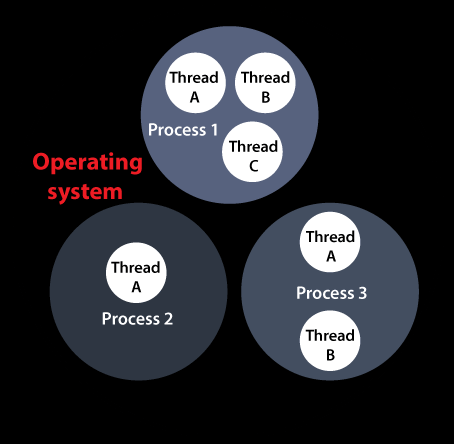 Thread
A
Thread
B
Process 1
Thread
C
Operating
system
Thread
A
Process 2
Thread
A
Process 3
Thread
B